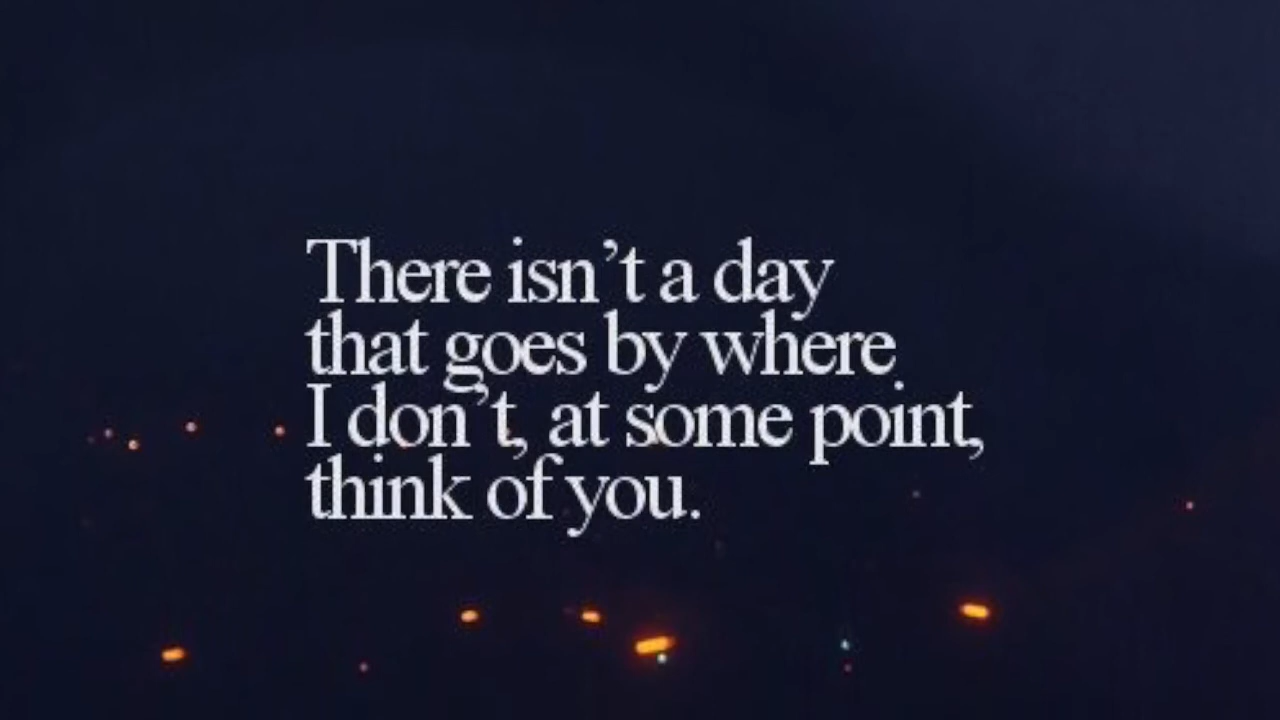 There isn’t a day
that goes by where
I don’t, at some point,
think of you.